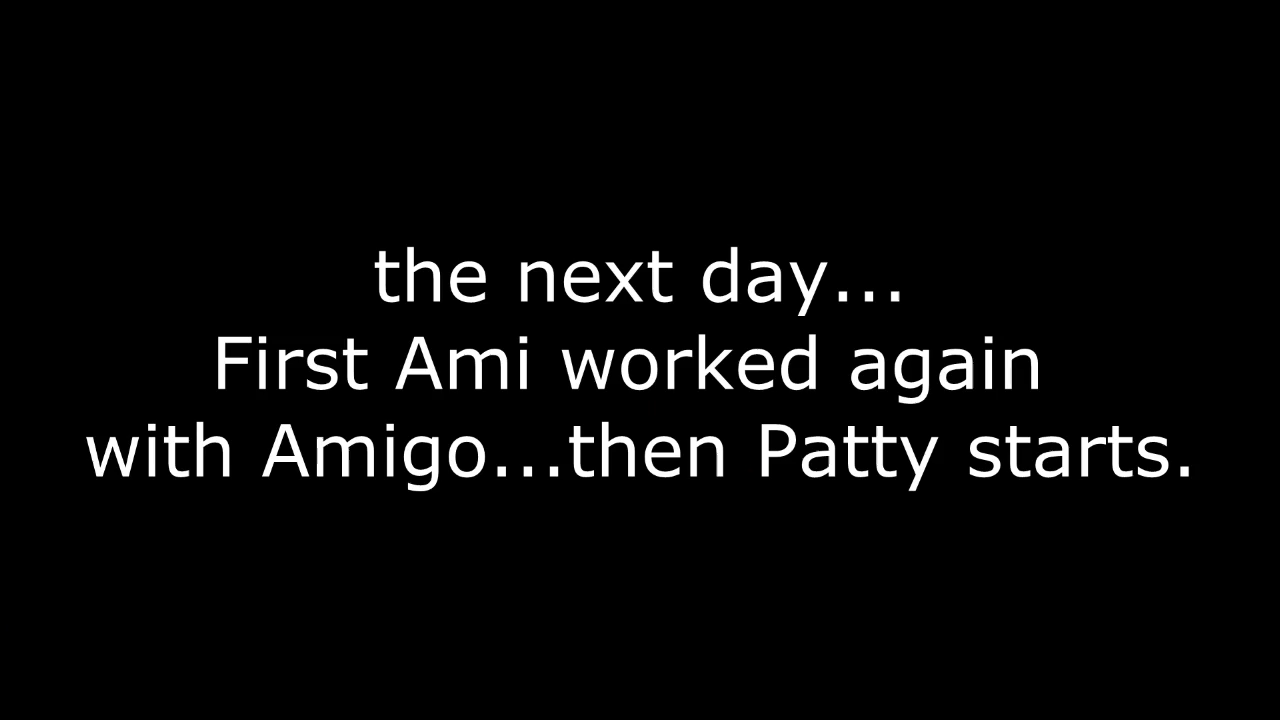 the next day...
First Ami worked again
with Amigo...then Patty starts.